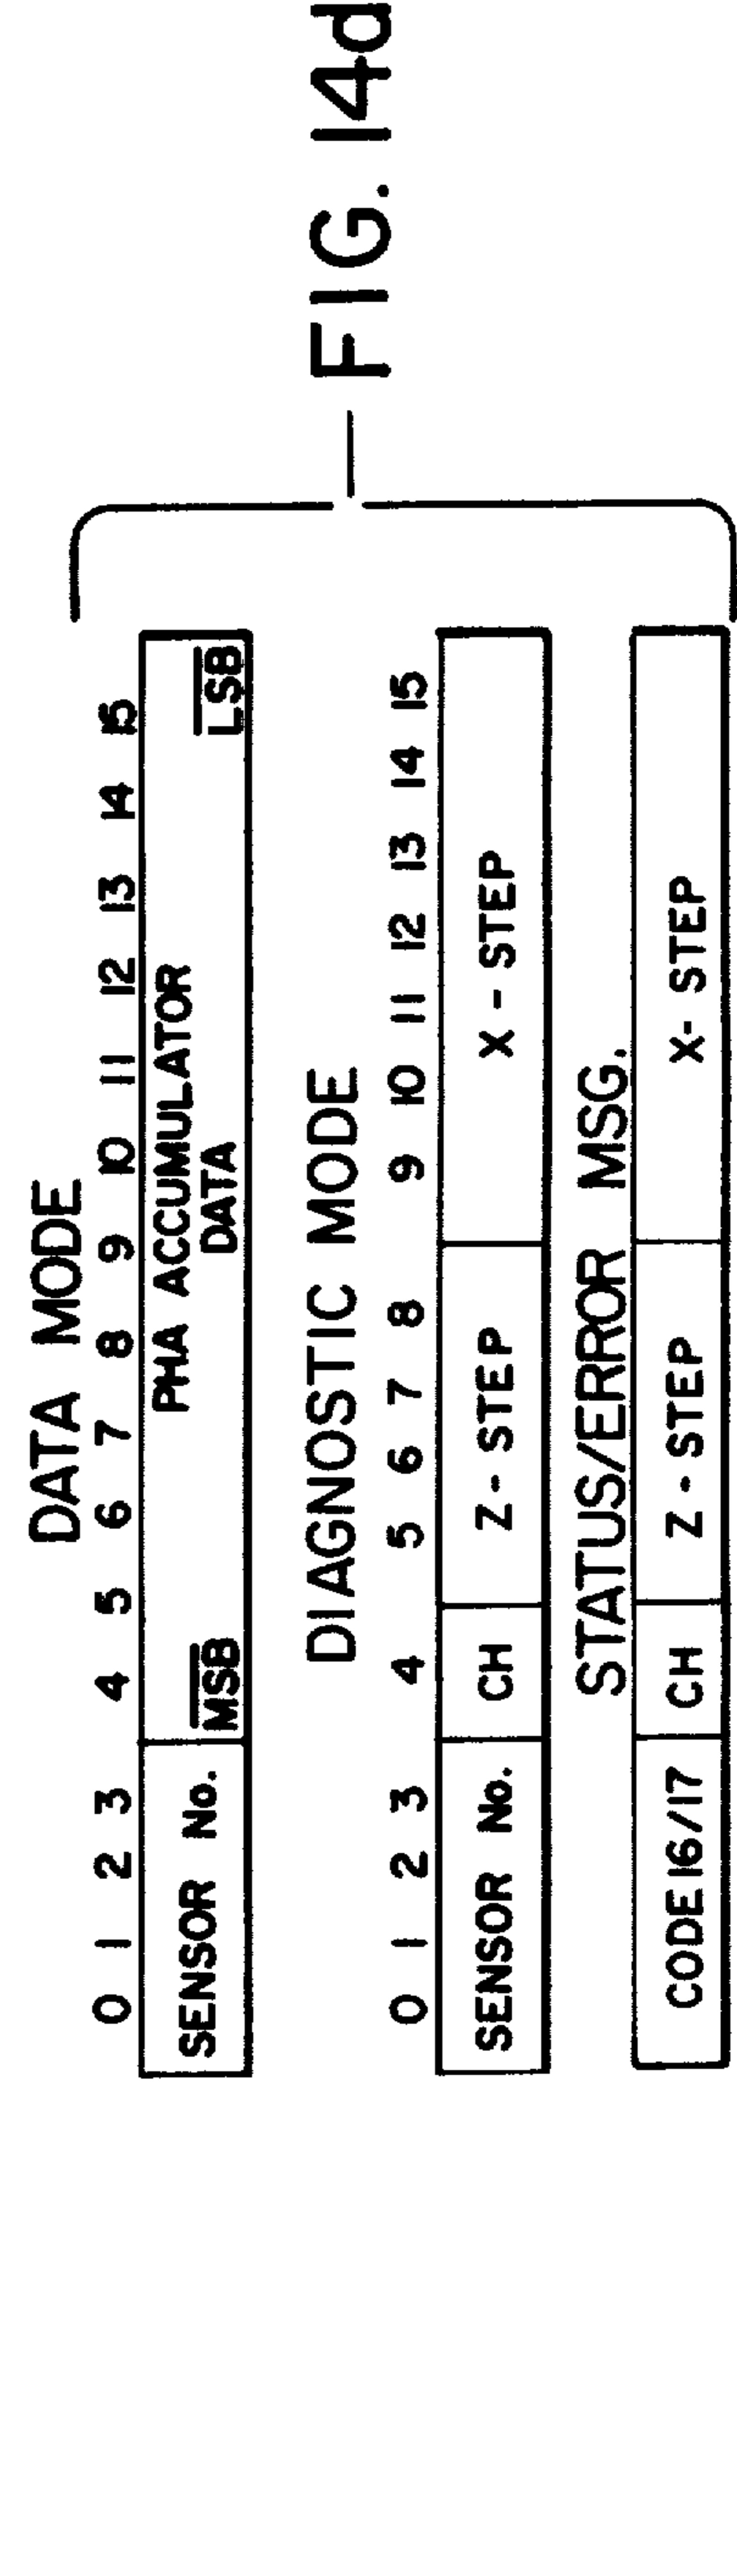 DATA MODE
0 1 2 3 4 5 6 7 8 9 10 11 12 13 14 15
SENSOR No. MSB PHA ACCUMULATOR DATA LSB
DIAGNOSTIC MODE
0 1 2 3 4 5 6 7 8 9 10 11 12 13 14 15
SENSOR No. CH Z - STEP X - STEP
STATUS/ERROR MSG.
CODE 16/17 CH Z - STEP X - STEP
FIG. 14d